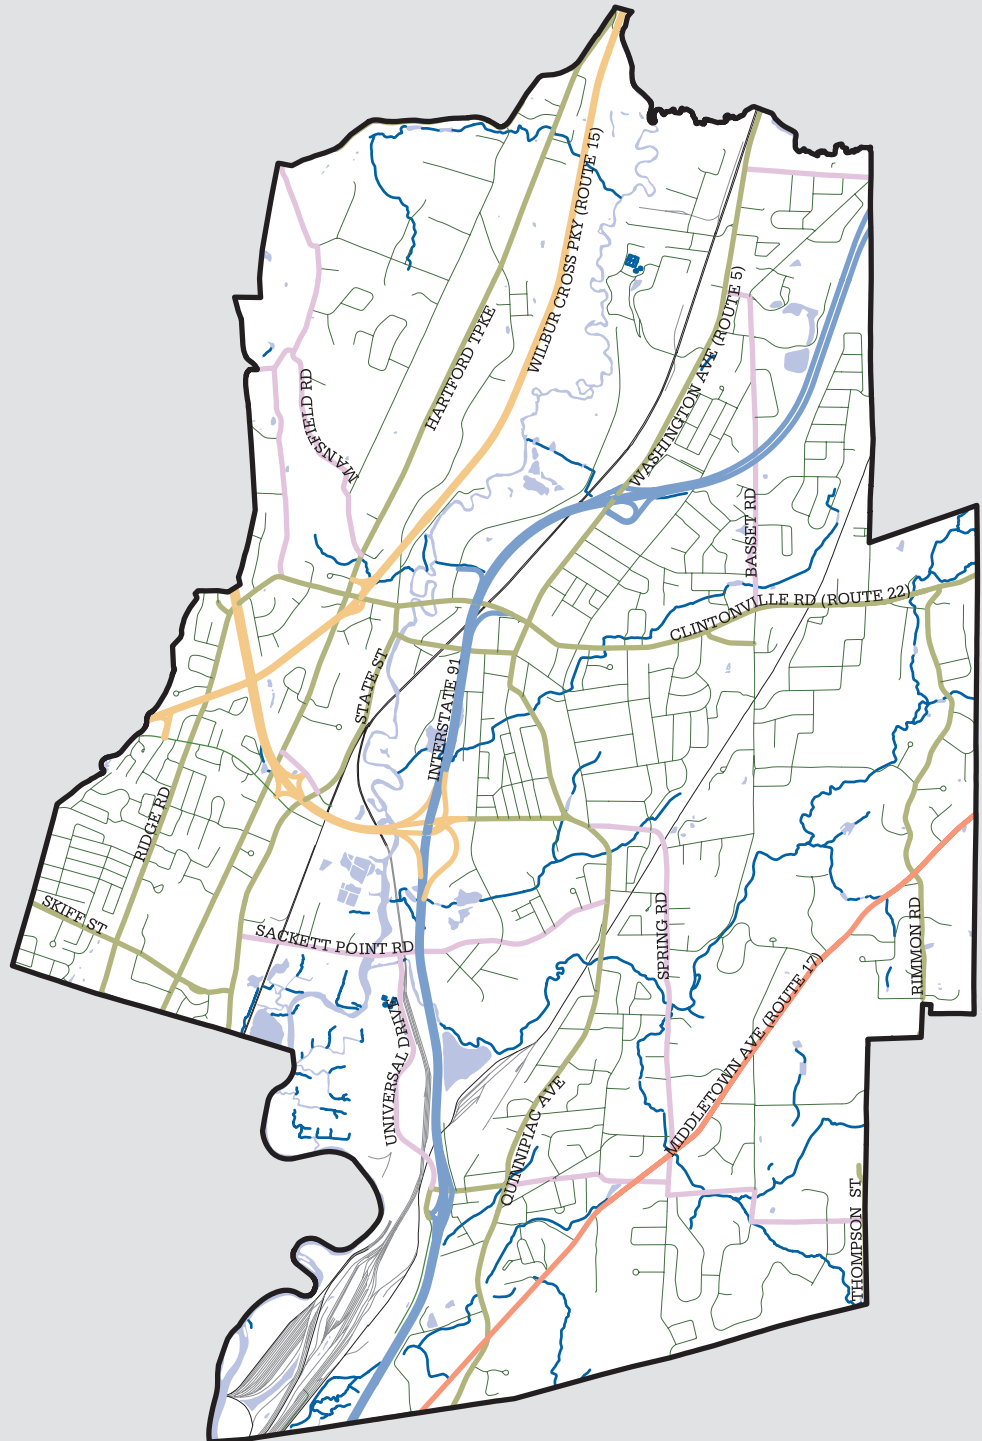 WILBUR CROSS PKY (ROUTE 15)
HARTFORD TPKE
WASHINGTON AVE (ROUTE 5)
MANSFIELD RD
BASSET RD
CLINTONVILLE RD (ROUTE 22)
STATE ST
INTERSTATE 91
RIDGE RD
SKIFF ST
SACKETT POINT RD
SPRING RD
RIMMON RD
MIDDLETOWN AVE (ROUTE 17)
UNIVERSAL DRIVE
QUINNIPIAC AVE
THOMPSON ST